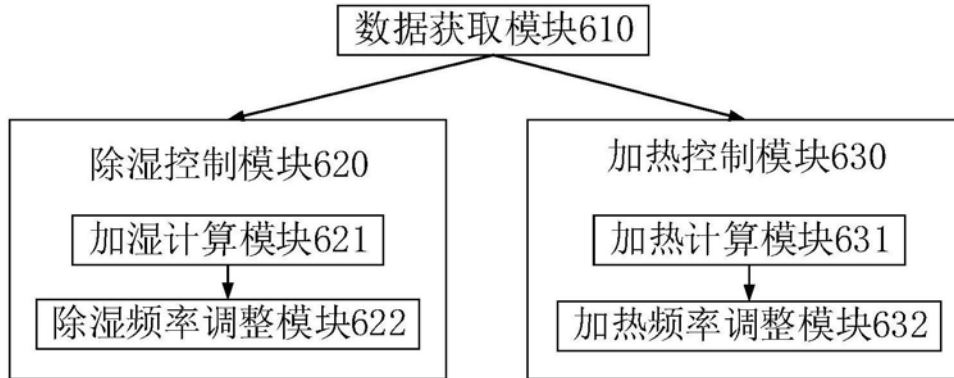 数据获取模块610
除湿控制模块620
加湿计算模块621
除湿频率调整模块622
加热控制模块630
加热计算模块631
加热频率调整模块632